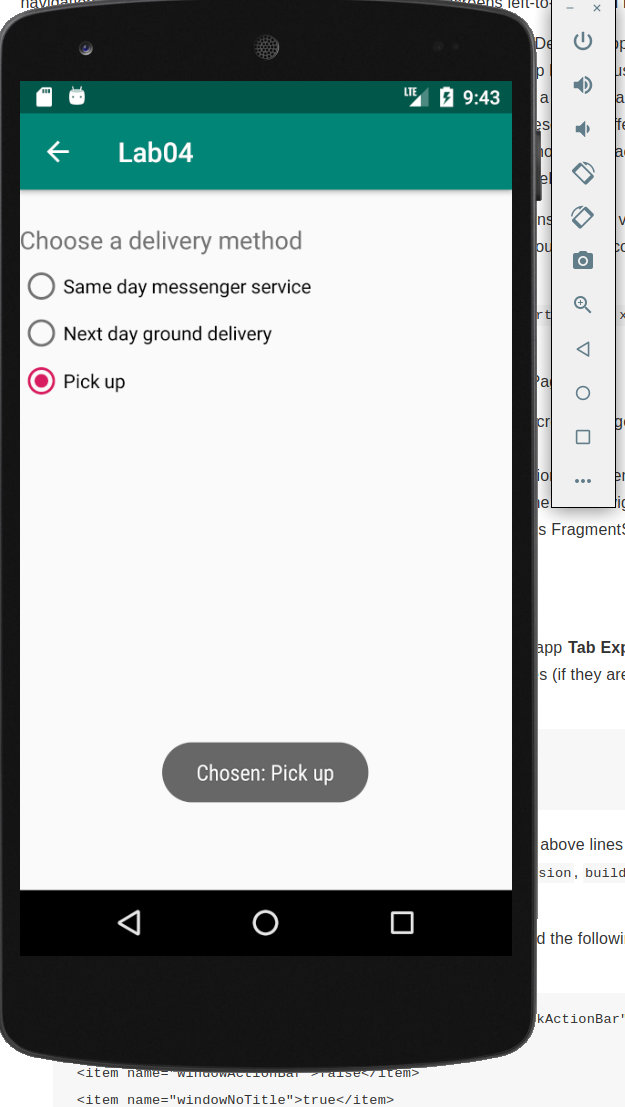 LTE 9:43
Lab04
Choose a delivery method
Same day messenger service
Next day ground delivery
Pick up
Chosen: Pick up
s FragmentS
app Tab Exp
s (if they are
above lines
sion, build
d the followi
kActionBar"
<item name="windowActionBar">false</item>
<item name="windowNoTitle">true</item>